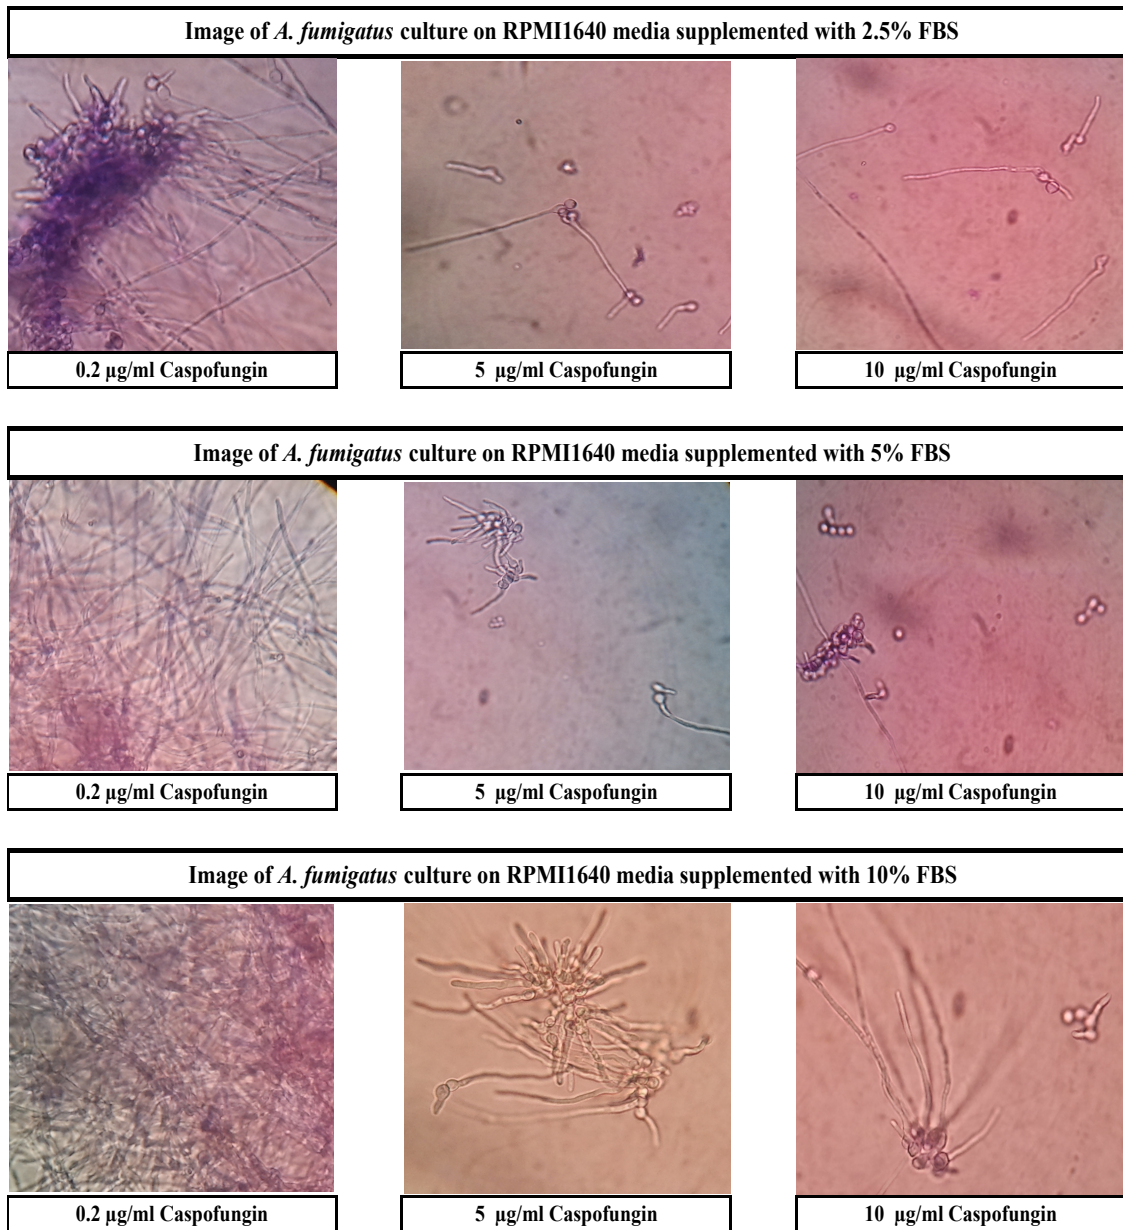 Image of A. fumigatus culture on RPMI1640 media supplemented with 2.5% FBS
0.2 µg/ml Caspofungin
5 µg/ml Caspofungin
10 µg/ml Caspofungin
Image of A. fumigatus culture on RPMI1640 media supplemented with 5% FBS
0.2 µg/ml Caspofungin
5 µg/ml Caspofungin
10 µg/ml Caspofungin
Image of A. fumigatus culture on RPMI1640 media supplemented with 10% FBS
0.2 µg/ml Caspofungin
5 µg/ml Caspofungin
10 µg/ml Caspofungin